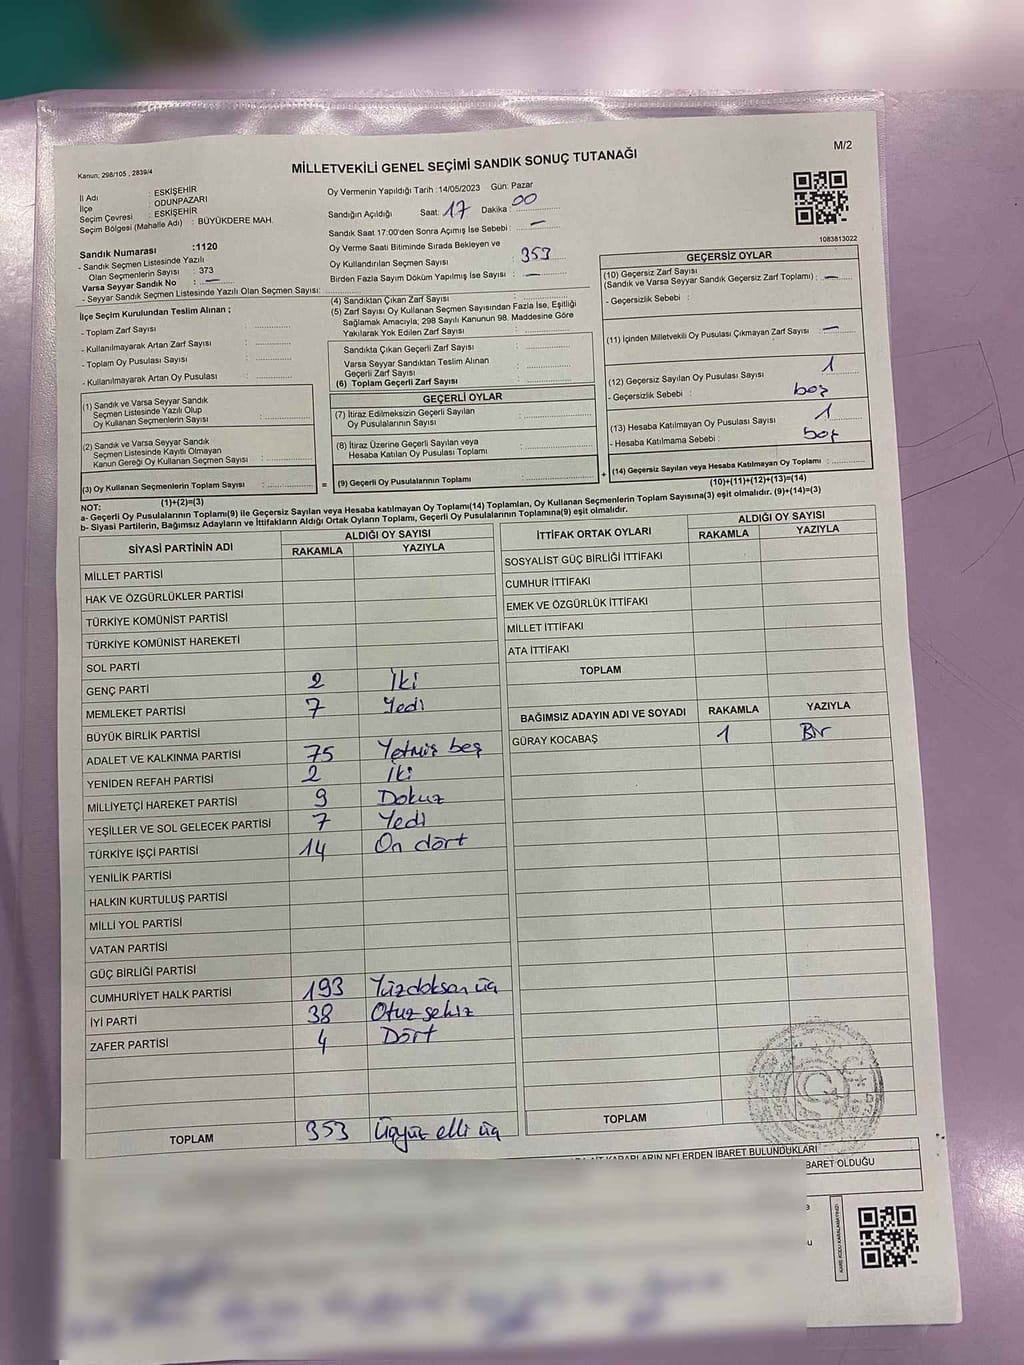 Kanun; 298/105 , 2839/4
MİLLETVEKİLİ GENEL SEÇİMİ SANDIK SONUÇ TUTANAĞI
M/2
İl Adı : ESKİŞEHİR
İlçe : ODUNPAZARI
Seçim Çevresi : ESKİŞEHİR
Seçim Bölgesi (Mahalle Adı) : BÜYÜKDERE MAH.
Sandık Numarası :1120
- Sandık Seçmen Listesinde Yazılı
Olan Seçmenlerin Sayısı : 373
Varsa Seyyar Sandık No : —
- Seyyar Sandık Seçmen Listesinde Yazılı Olan Seçmen Sayısı:
Oy Vermenin Yapıldığı Tarih :14/05/2023 Gün: Pazar
Sandığın Açıldığı Saat: 17 Dakika: 00
Sandık Saat 17:00'den Sonra Açımış İse Sebebi : —
Oy Verme Saati Bitiminde Sırada Bekleyen ve
Oy Kullandırılan Seçmen Sayısı : 353
Birden Fazla Sayım Döküm Yapılmış İse Sayısı : —
1083813022
İlçe Seçim Kurulundan Teslim Alınan ;
- Toplam Zarf Sayısı :
- Kullanılmayarak Artan Zarf Sayısı :
- Toplam Oy Pusulası Sayısı :
- Kullanılmayarak Artan Oy Pusulası :
(1) Sandık ve Varsa Seyyar Sandık
Seçmen Listesinde Yazılı Olup
Oy Kullanan Seçmenlerin Sayısı :
(2) Sandık ve Varsa Seyyar Sandık
Seçmen Listesinde Kayıtlı Olmayan
Kanun Gereği Oy Kullanan Seçmen Sayısı :
(3) Oy Kullanan Seçmenlerin Toplam Sayısı :
(1)+(2)=(3)
(4) Sandıktan Çıkan Zarf Sayısı :
(5) Zarf Sayısı Oy Kullanan Seçmen Sayısından Fazla İse, Eşitliği
Sağlamak Amacıyla; 298 Sayılı Kanunun 98. Maddesine Göre
Yakılarak Yok Edilen Zarf Sayısı :
Sandıkta Çıkan Geçerli Zarf Sayısı :
Varsa Seyyar Sandıktan Teslim Alınan
Geçerli Zarf Sayısı :
(6) Toplam Geçerli Zarf Sayısı :
GEÇERLİ OYLAR
(7) İtiraz Edilmeksizin Geçerli Sayılan
Oy Pusulalarının Sayısı :
(8) İtiraz Üzerine Geçerli Sayılan veya
Hesaba Katılan Oy Pusulası Toplamı :
= (9) Geçerli Oy Pusulalarının Toplamı : +
GEÇERSİZ OYLAR
(10) Geçersiz Zarf Sayısı
(Sandık ve Varsa Seyyar Sandık Geçersiz Zarf Toplamı) : —
- Geçersizlik Sebebi :
(11) İçinden Milletvekili Oy Pusulası Çıkmayan Zarf Sayısı : —
(12) Geçersiz Sayılan Oy Pusulası Sayısı : 1
- Geçersizlik Sebebi : boş
(13) Hesaba Katılmayan Oy Pusulası Sayısı : 1
- Hesaba Katılmama Sebebi : boş
(14) Geçersiz Sayılan veya Hesaba Katılmayan Oy Toplamı :
(10)+(11)+(12)+(13)=(14)
NOT:
a- Geçerli Oy Pusulalarının Toplamı(9) ile Geçersiz Sayılan veya Hesaba katılmayan Oy Toplamı(14) Toplamları, Oy Kullanan Seçmenlerin Toplam Sayısına(3) eşit olmalıdır. (9)+(14)=(3)
b- Siyasi Partilerin, Bağımsız Adayların ve İttifakların Aldığı Ortak Oyların Toplamı, Geçerli Oy Pusulalarının Toplamına(9) eşit olmalıdır.
SİYASİ PARTİNİN ADI ALDIĞI OY SAYISI
RAKAMLA YAZIYLA
MİLLET PARTİSİ
HAK VE ÖZGÜRLÜKLER PARTİSİ
TÜRKİYE KOMÜNİST PARTİSİ
TÜRKİYE KOMÜNİST HAREKETİ
SOL PARTİ
GENÇ PARTİ 2 İki
MEMLEKET PARTİSİ 7 Yedi
BÜYÜK BİRLİK PARTİSİ
ADALET VE KALKINMA PARTİSİ 75 Yetmiş beş
YENİDEN REFAH PARTİSİ 2 İki
MİLLİYETÇİ HAREKET PARTİSİ 9 Dokuz
YEŞİLLER VE SOL GELECEK PARTİSİ 7 Yedi
TÜRKİYE İŞÇİ PARTİSİ 14 On dört
YENİLİK PARTİSİ
HALKIN KURTULUŞ PARTİSİ
MİLLİ YOL PARTİSİ
VATAN PARTİSİ
GÜÇ BİRLİĞİ PARTİSİ
CUMHURİYET HALK PARTİSİ 193 Yüzdoksan üç
İYİ PARTİ 38 Otuz sekiz
ZAFER PARTİSİ 4 Dört
TOPLAM 353 Üçyüz elli üç
İTTİFAK ORTAK OYLARI ALDIĞI OY SAYISI
RAKAMLA YAZIYLA
SOSYALİST GÜÇ BİRLİĞİ İTTİFAKI
CUMHUR İTTİFAKI
EMEK VE ÖZGÜRLÜK İTTİFAKI
MİLLET İTTİFAKI
ATA İTTİFAKI
TOPLAM
BAĞIMSIZ ADAYIN ADI VE SOYADI RAKAMLA YAZIYLA
GÜRAY KOCABAŞ 1 Bir
TOPLAM
NELERDEN İBARET BULUNDUKLARI
BARET OLDUĞU